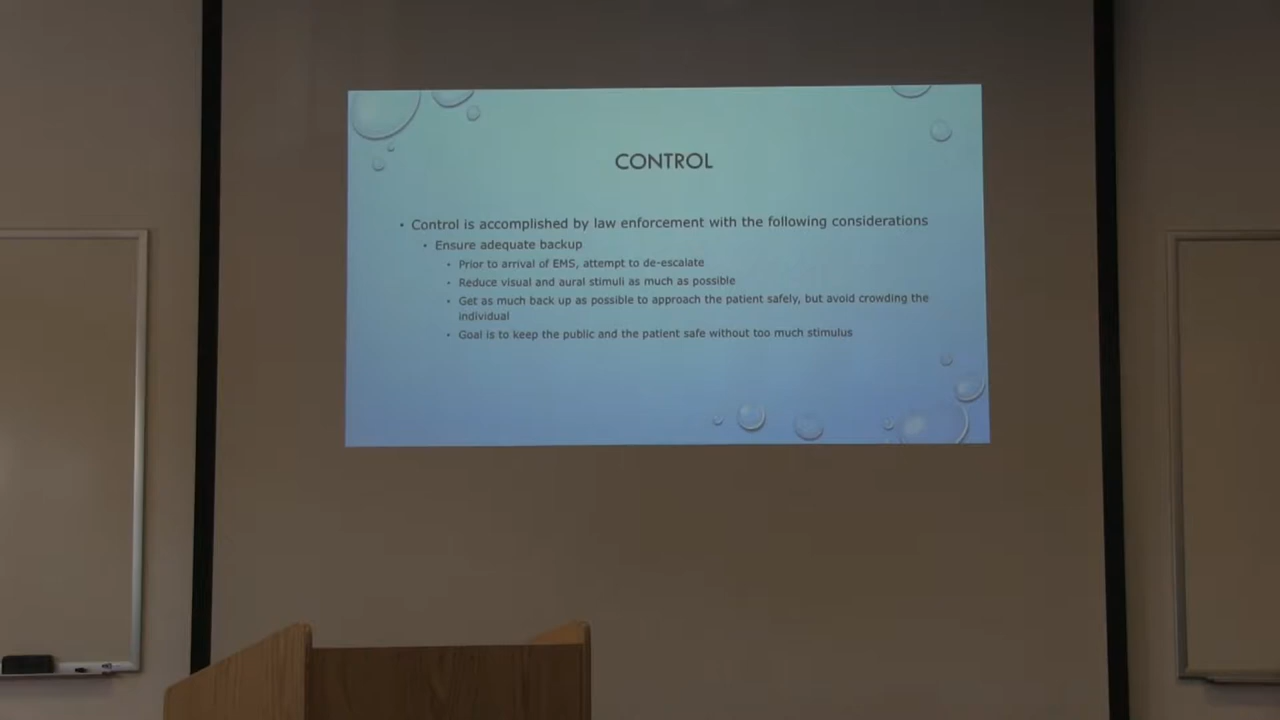 CONTROL
• Control is accomplished by law enforcement with the following considerations
• Ensure adequate backup
• Prior to arrival of EMS, attempt to de-escalate
• Reduce visual and aural stimuli as much as possible
• Get as much back up as possible to approach the patient safely, but avoid crowding the
individual
• Goal is to keep the public and the patient safe without too much stimulus